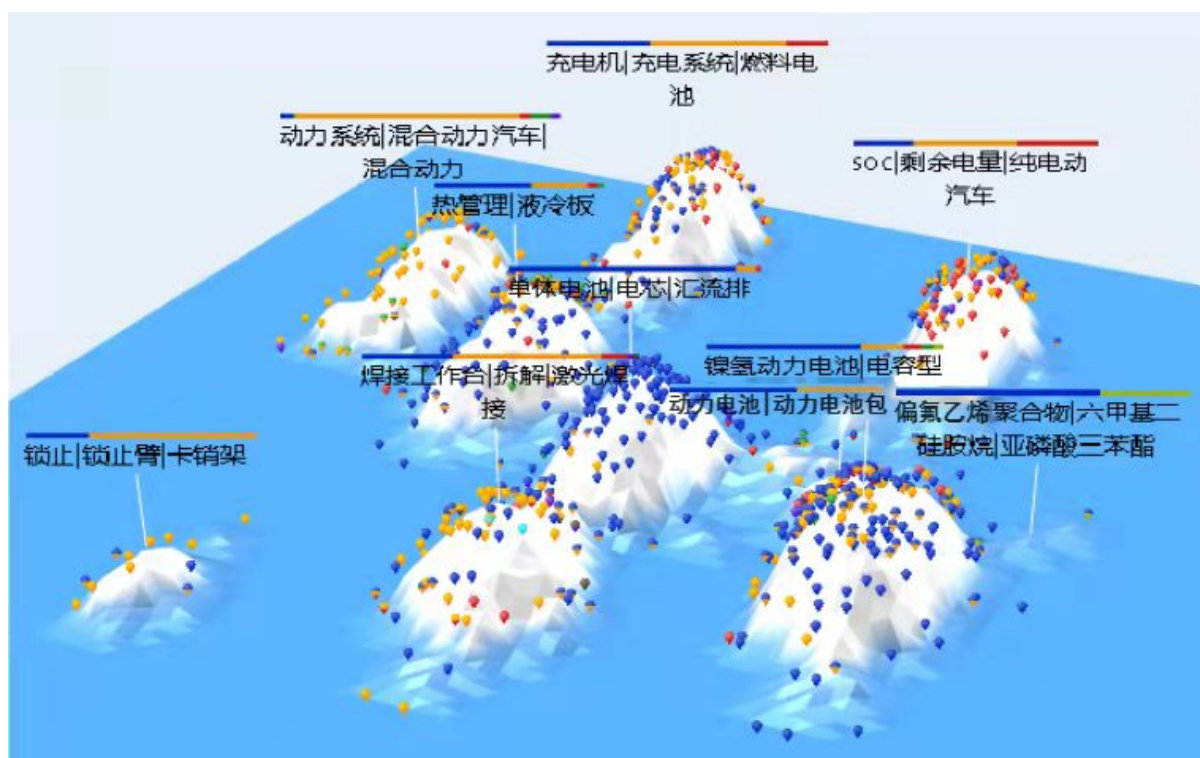 充电机|充电系统|燃料电
池
动力系统|混合动力汽车|
混合动力
soc|剩余电量|纯电动
汽车
热管理|液冷板
单体电池|电芯|汇流排
焊接工作台|拆解|激光焊
接
镍氢动力电池|电容型
动力电池|动力电池包
偏氟乙烯聚合物|六甲基二
硅胺烷|亚磷酸三苯酯
锁止|锁止臂|卡销架